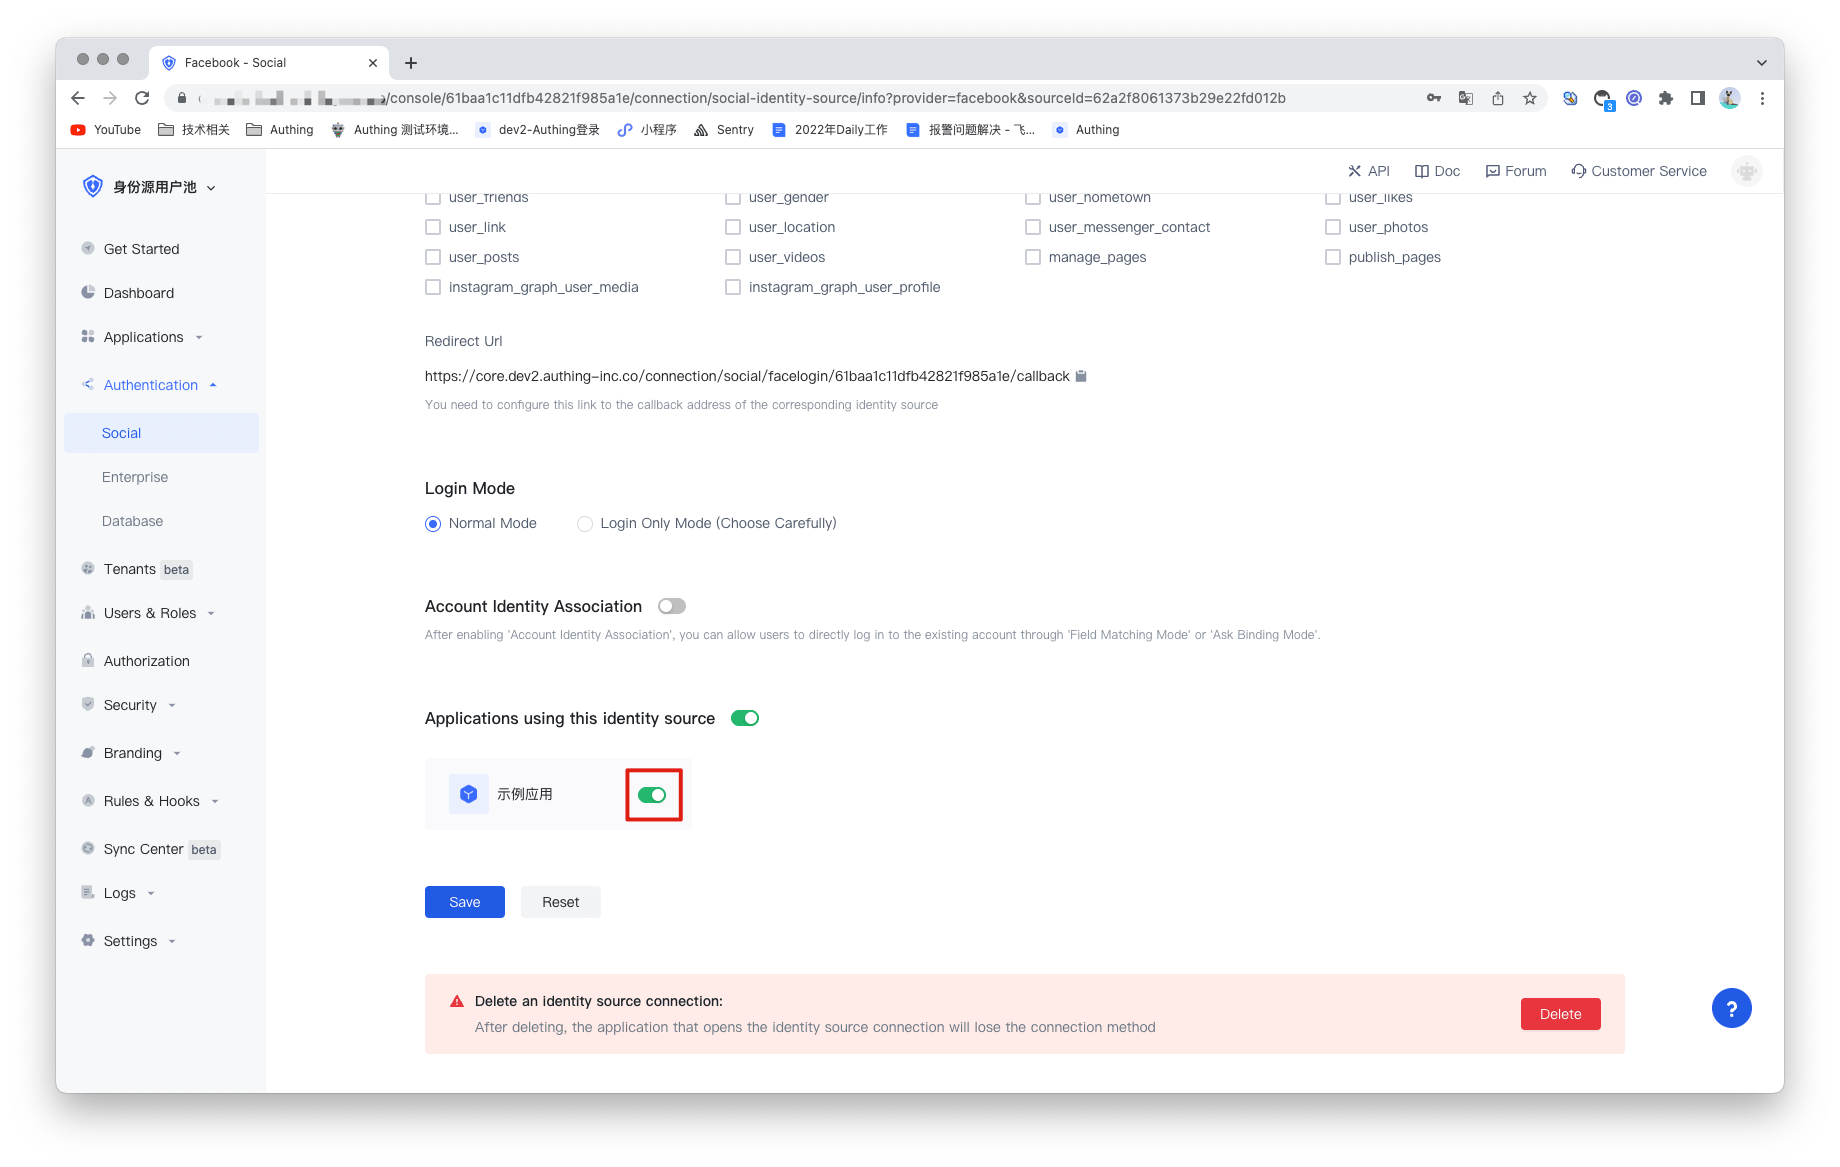 Facebook - Social
/console/61baa1c11dfb42821f985a1e/connection/social-identity-source/info?provider=facebook&sourceId=62a2f8061373b29e22fd012b
3
YouTube 技术相关 Authing Authing 测试环境... dev2-Authing登录 小程序 Sentry 2022年Daily工作 报警问题解决 - 飞... Authing
身份源用户池
API Doc Forum Customer Service
Get Started
Dashboard
Applications
Authentication
Social
Enterprise
Database
Tenants beta
Users & Roles
Authorization
Security
Branding
Rules & Hooks
Sync Center beta
Logs
Settings
user_friends user_gender user_hometown user_likes
user_link user_location user_messenger_contact user_photos
user_posts user_videos manage_pages publish_pages
instagram_graph_user_media instagram_graph_user_profile
Redirect Url
https://core.dev2.authing-inc.co/connection/social/facelogin/61baa1c11dfb42821f985a1e/callback
You need to configure this link to the callback address of the corresponding identity source
Login Mode
Normal Mode Login Only Mode (Choose Carefully)
Account Identity Association
After enabling 'Account Identity Association', you can allow users to directly log in to the existing account through 'Field Matching Mode' or 'Ask Binding Mode'.
Applications using this identity source
示例应用
Save Reset
Delete an identity source connection:
After deleting, the application that opens the identity source connection will lose the connection method
Delete
?